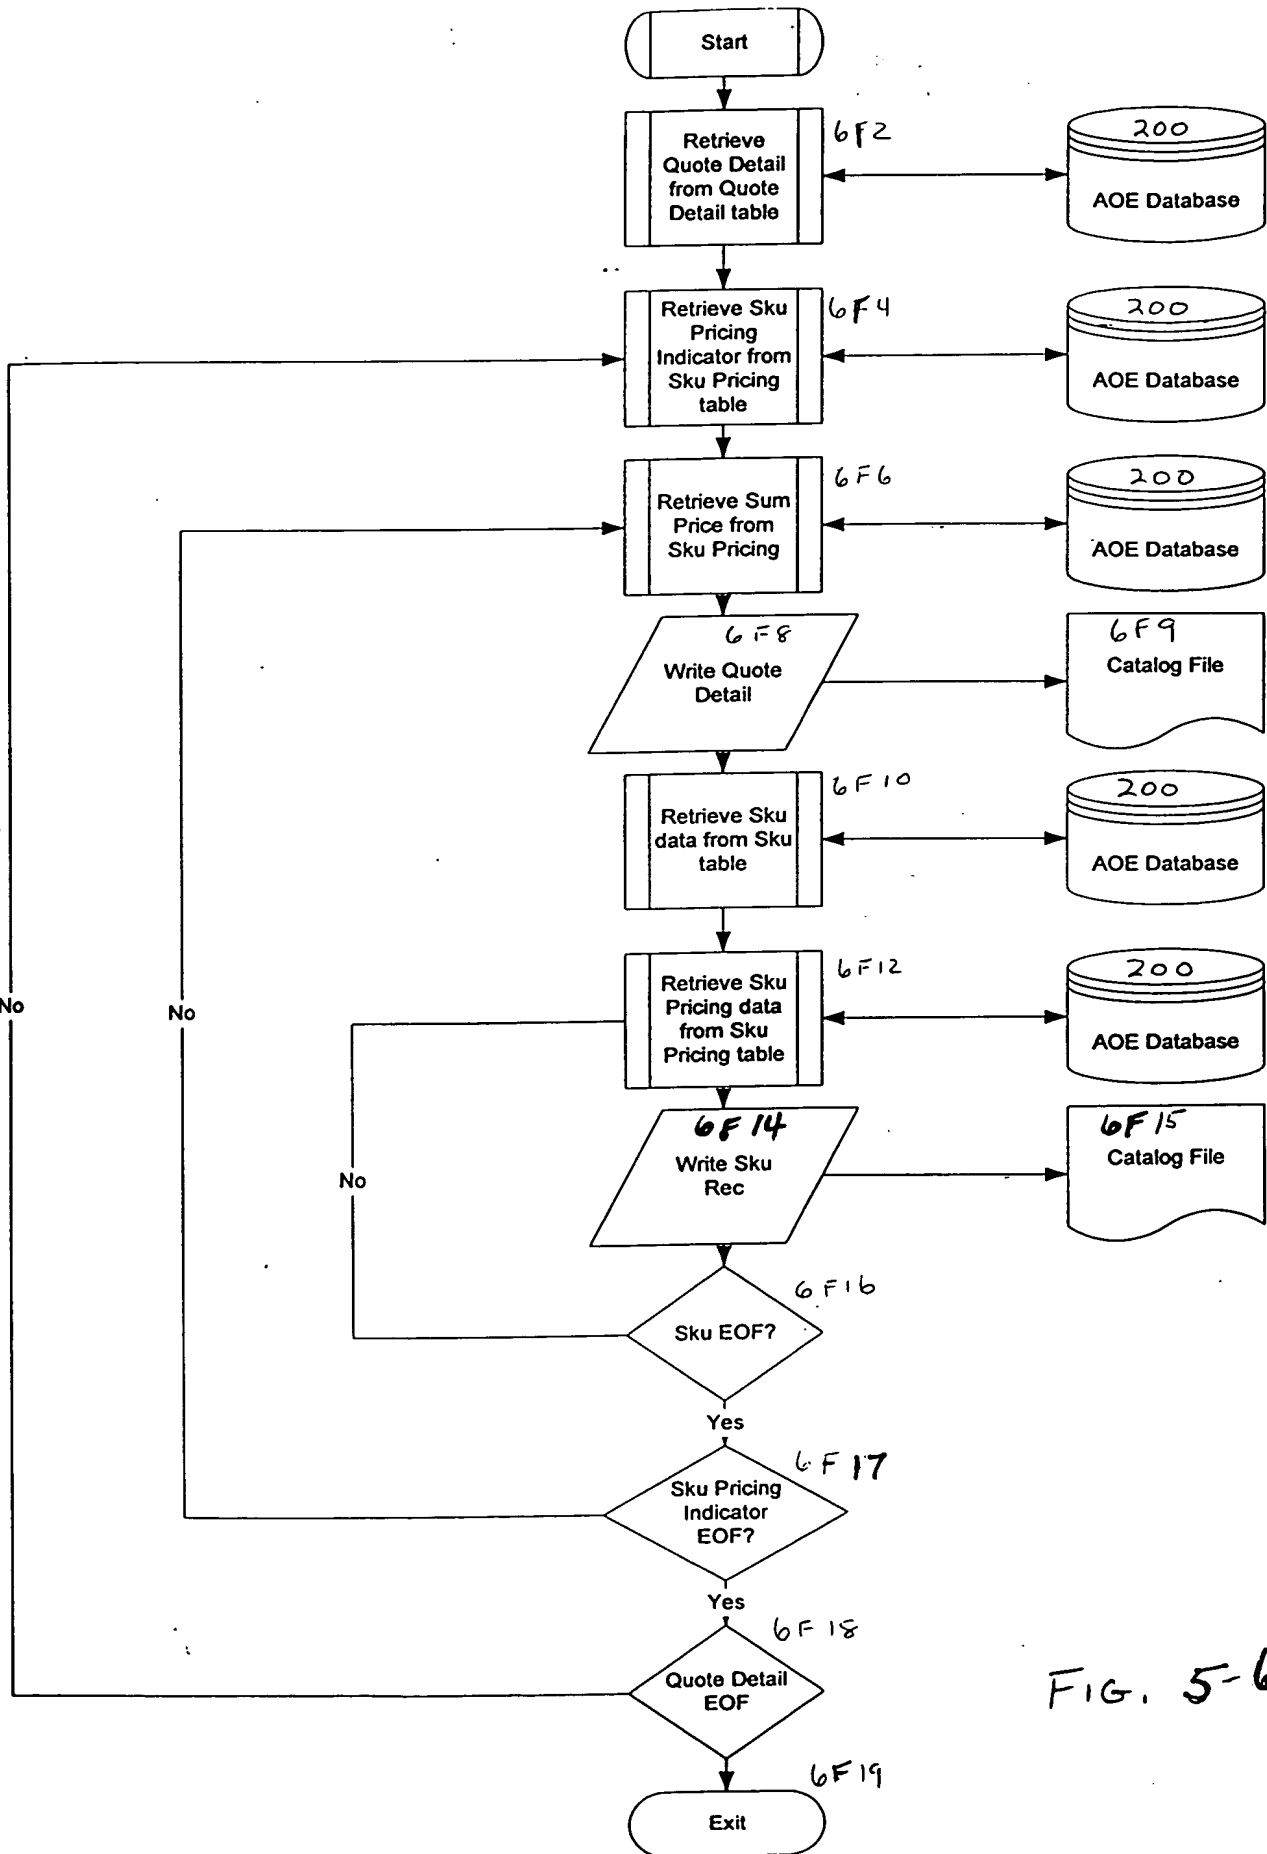 Start
6F2
Retrieve
Quote Detail
from Quote
Detail table
200
AOE Database
6F4
Retrieve Sku
Pricing
Indicator from
Sku Pricing
table
200
AOE Database
6F6
Retrieve Sum
Price from
Sku Pricing
200
AOE Database
6F8
Write Quote
Detail
6F9
Catalog File
6F10
Retrieve Sku
data from Sku
table
200
AOE Database
6F12
Retrieve Sku
Pricing data
from Sku
Pricing table
200
AOE Database
No
No
No
6F14
Write Sku
Rec
6F15
Catalog File
6F16
Sku EOF?
Yes
6F17
Sku Pricing
Indicator
EOF?
Yes
6F18
Quote Detail
EOF
6F19
Exit
FIG. 5-6